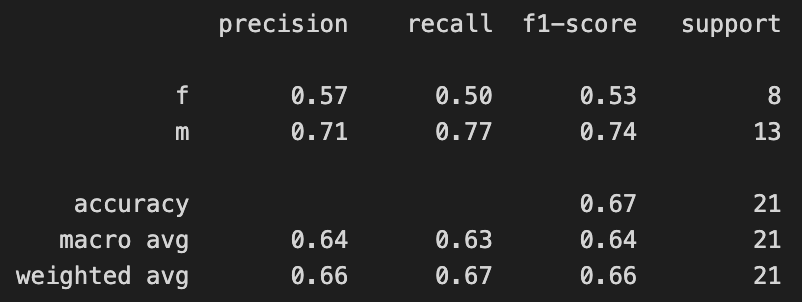 precision recall f1-score support
f 0.57 0.50 0.53 8
m 0.71 0.77 0.74 13
accuracy 0.67 21
macro avg 0.64 0.63 0.64 21
weighted avg 0.66 0.67 0.66 21